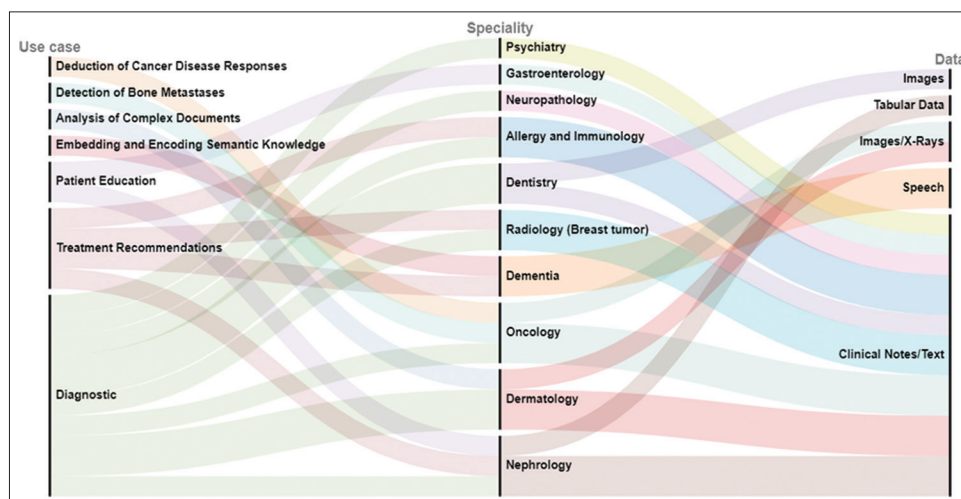 Use case
Deduction of Cancer Disease Responses
Detection of Bone Metastases
Analysis of Complex Documents
Embedding and Encoding Semantic Knowledge
Patient Education
Treatment Recommendations
Diagnostic
Speciality
Psychiatry
Gastroenterology
Neuropathology
Allergy and Immunology
Dentistry
Radiology (Breast tumor)
Dementia
Oncology
Dermatology
Nephrology
Data
Images
Tabular Data
Images/X-Rays
Speech
Clinical Notes/Text